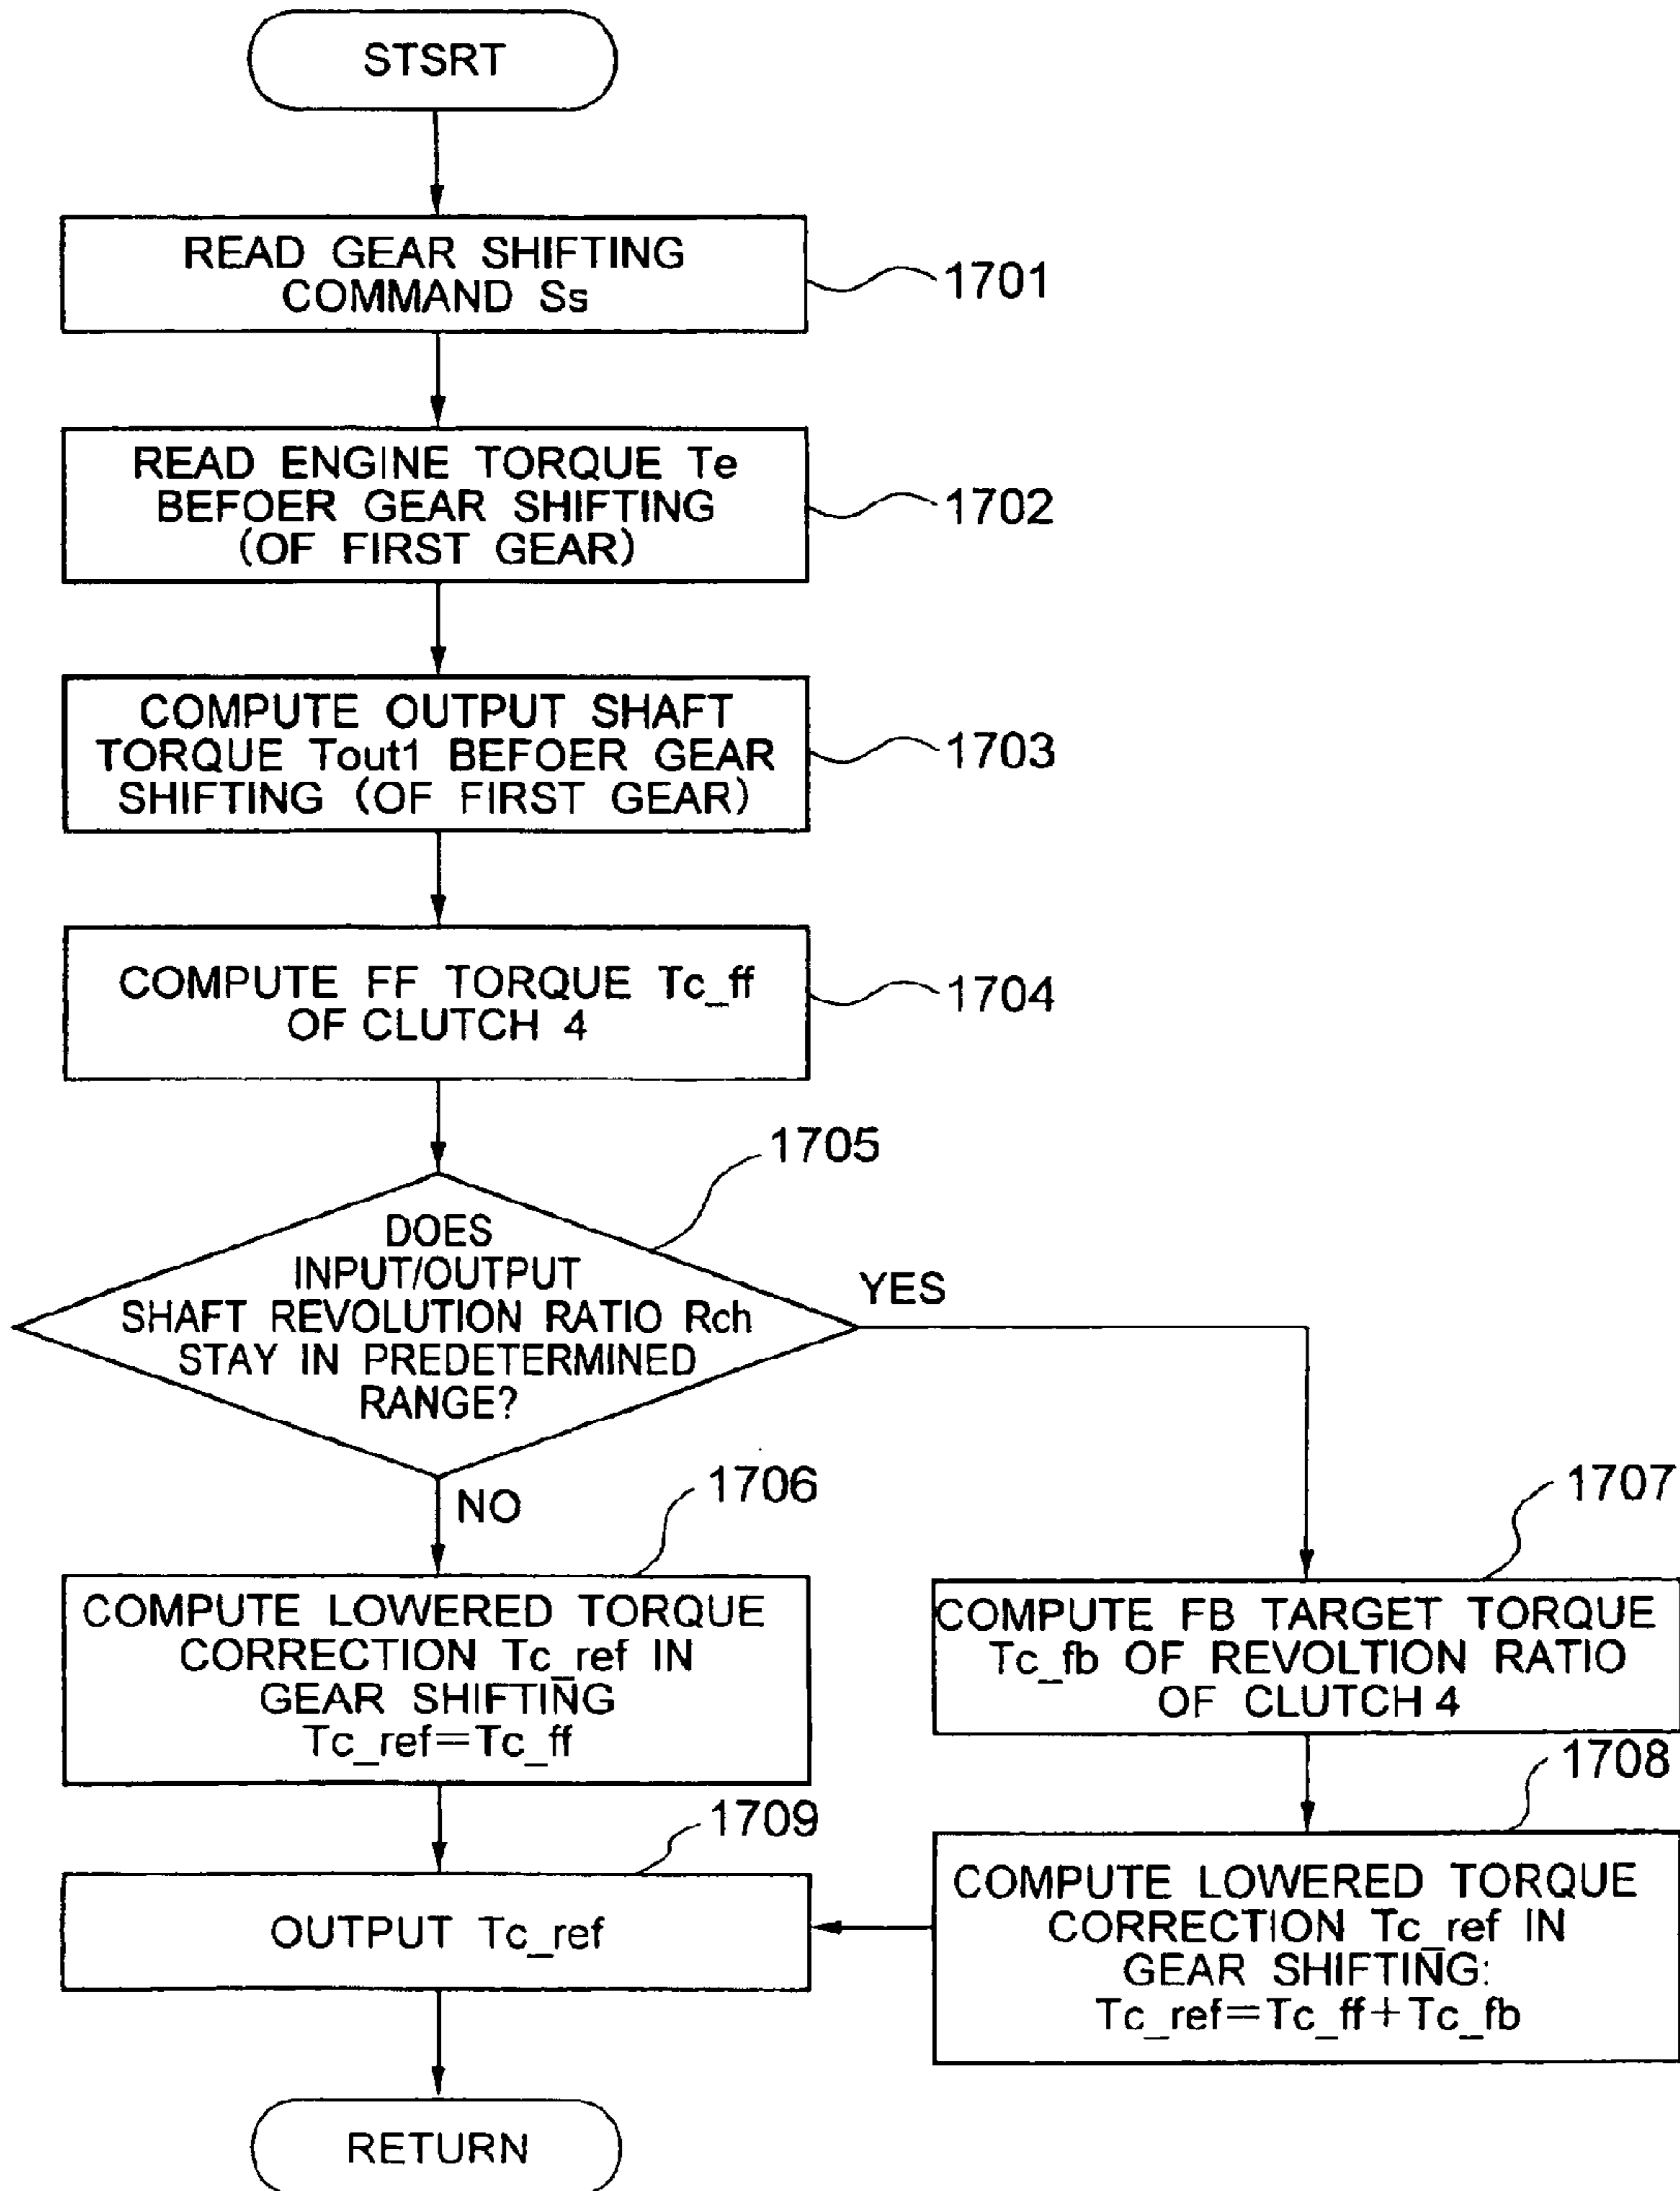 STSRT
READ GEAR SHIFTING
COMMAND Ss
1701
READ ENGINE TORQUE Te
BEFOER GEAR SHIFTING
(OF FIRST GEAR)
1702
COMPUTE OUTPUT SHAFT
TORQUE Tout1 BEFOER GEAR
SHIFTING (OF FIRST GEAR)
1703
COMPUTE FF TORQUE Tc_ff
OF CLUTCH 4
1704
1705
DOES
INPUT/OUTPUT
SHAFT REVOLUTION RATIO Rch
STAY IN PREDETERMINED
RANGE?
YES
NO
1706
COMPUTE LOWERED TORQUE
CORRECTION Tc_ref IN
GEAR SHIFTING
Tc_ref=Tc_ff
1707
COMPUTE FB TARGET TORQUE
Tc_fb OF REVOLTION RATIO
OF CLUTCH 4
1708
COMPUTE LOWERED TORQUE
CORRECTION Tc_ref IN
GEAR SHIFTING:
Tc_ref=Tc_ff+Tc_fb
1709
OUTPUT Tc_ref
RETURN